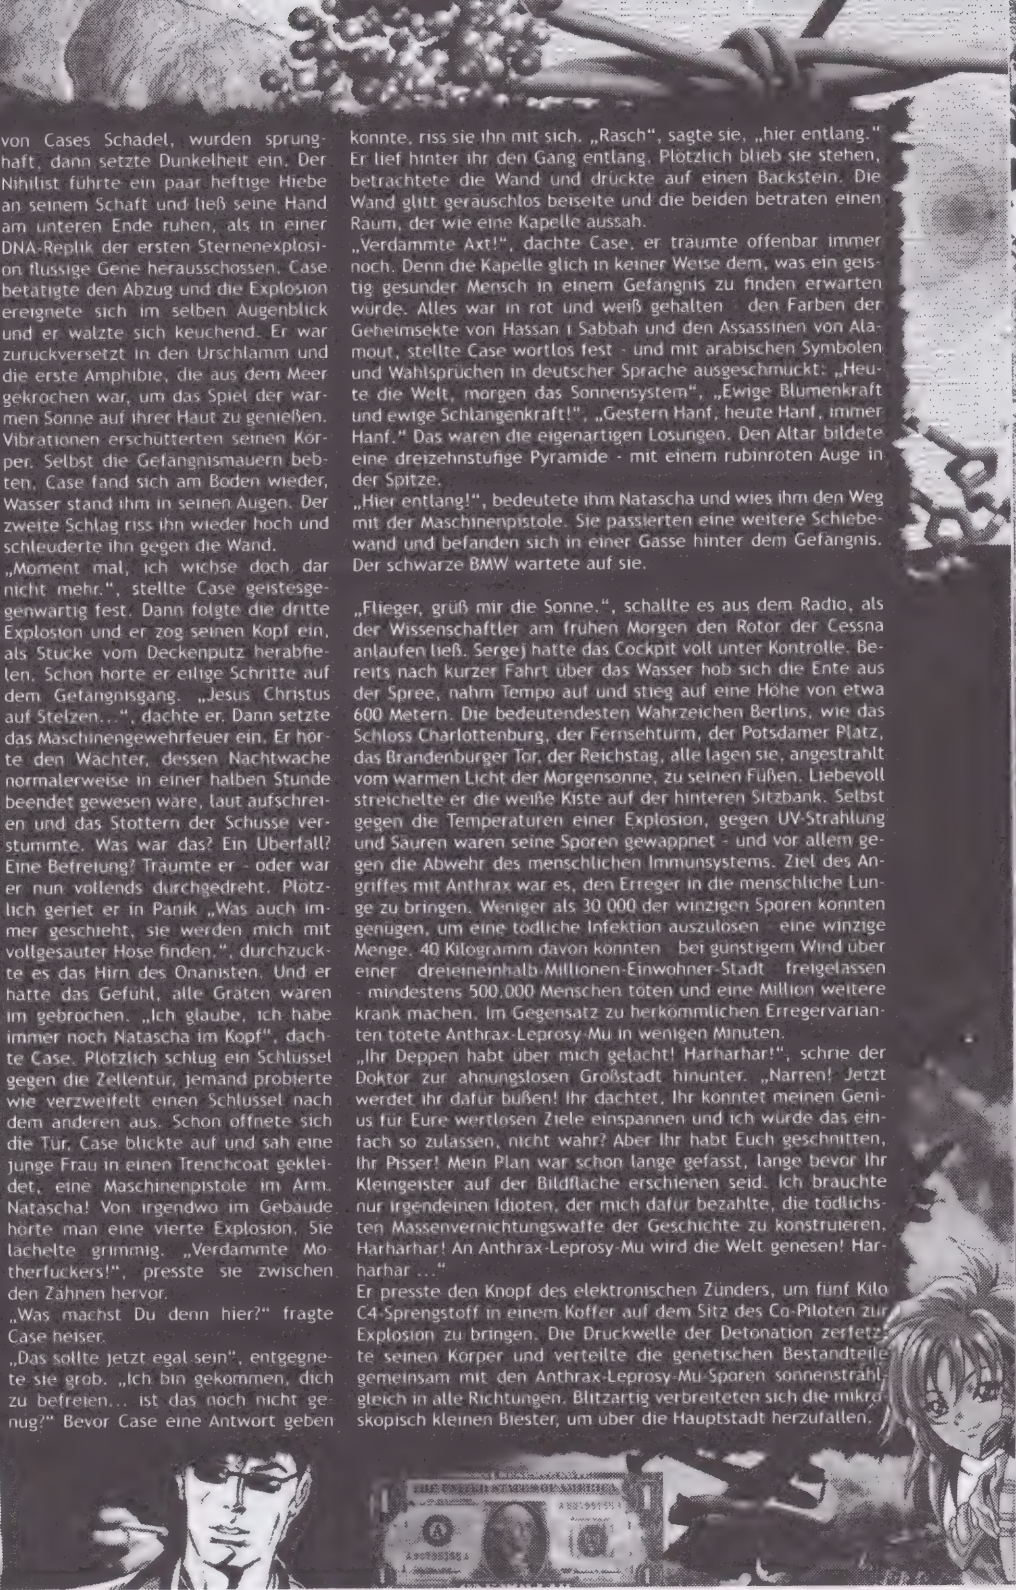 von Cases Schädel, wurden sprung-
haft, dann setzte Dunkelheit ein. Der
Nihilist führte ein paar heftige Hiebe
an seinem Schaft und ließ seine Hand
am unteren Ende ruhen, als in einer
DNA-Replik der ersten Sternenexplosi-
on flüssige Gene herausschossen. Case
betätigte den Abzug und die Explosion
ereignete sich im selben Augenblick
und er wälzte sich keuchend. Er war
zurückversetzt in den Urschlamm und
die erste Amphibie, die aus dem Meer
gekrochen war, um das Spiel der war-
men Sonne auf ihrer Haut zu genießen.
Vibrationen erschütterten seinen Kör-
per. Selbst die Gefängnismauern beb-
ten. Case fand sich am Boden wieder,
Wasser stand ihm in seinen Augen. Der
zweite Schlag riss ihn wieder hoch und
schleuderte ihn gegen die Wand.
„Moment mal, ich wichse doch dar
nicht mehr.“, stellte Case geistesge-
genwärtig fest. Dann folgte die dritte
Explosion und er zog seinen Kopf ein,
als Stücke vom Deckenputz herabfie-
len. Schon hörte er eilige Schritte auf
dem Gefängnisgang. „Jesus Christus
auf Stelzen...“, dachte er. Dann setzte
das Maschinengewehrfeuer ein. Er hör-
te den Wächter, dessen Nachtwache
normalerweise in einer halben Stunde
beendet gewesen wäre, laut aufschrei-
en und das Stottern der Schüsse ver-
stummte. Was war das? Ein Überfall?
Eine Befreiung? Träumte er - oder war
er nun vollends durchgedreht. Plötz-
lich geriet er in Panik „Was auch im-
mer geschieht, sie werden mich mit
vollgesauter Hose finden.“, durchzuck-
te es das Hirn des Onanisten. Und er
hatte das Gefühl, alle Gräten wären
im gebrochen. „Ich glaube, ich habe
immer noch Natascha im Kopf“, dach-
te Case. Plötzlich schlug ein Schlüssel
gegen die Zellentür, jemand probierte
wie verzweifelt einen Schlüssel nach
dem anderen aus. Schon öffnete sich
die Tür, Case blickte auf und sah eine
junge Frau in einen Trenchcoat geklei-
det, eine Maschinenpistole im Arm.
Natascha! Von irgendwo im Gebäude
hörte man eine vierte Explosion. Sie
lächelte grimmig. „Verdammte Mo-
therfuckers!“, presste sie zwischen
den Zähnen hervor.
„Was machst Du denn hier?“ fragte
Case heiser.
„Das sollte jetzt egal sein“, entgegne-
te sie grob. „Ich bin gekommen, dich
zu befreien... ist das noch nicht ge-
nug?“ Bevor Case eine Antwort geben
konnte, riss sie ihn mit sich. „Rasch“, sagte sie, „hier entlang.“
Er lief hinter ihr den Gang entlang. Plötzlich blieb sie stehen,
betrachtete die Wand und drückte auf einen Backstein. Die
Wand glitt geräuschlos beiseite und die beiden betraten einen
Raum, der wie eine Kapelle aussah.
„Verdammte Axt!“, dachte Case, er träumte offenbar immer
noch. Denn die Kapelle glich in keiner Weise dem, was ein geis-
tig gesunder Mensch in einem Gefängnis zu finden erwarten
würde. Alles war in rot und weiß gehalten - den Farben der
Geheimsekte von Hassan i Sabbah und den Assassinen von Ala-
mout, stellte Case wortlos fest - und mit arabischen Symbolen
und Wahlsprüchen in deutscher Sprache ausgeschmückt: „Heu-
te die Welt, morgen das Sonnensystem“, „Ewige Blumenkraft
und ewige Schlangenkraft!“, „Gestern Hanf, heute Hanf, immer
Hanf.“ Das waren die eigenartigen Losungen. Den Altar bildete
eine dreizehnstufige Pyramide - mit einem rubinroten Auge in
der Spitze.
„Hier entlang!“, bedeutete ihm Natascha und wies ihm den Weg
mit der Maschinenpistole. Sie passierten eine weitere Schiebe-
wand und befanden sich in einer Gasse hinter dem Gefängnis.
Der schwarze BMW wartete auf sie.
„Flieger, grüß mir die Sonne.“, schallte es aus dem Radio, als
der Wissenschaftler am frühen Morgen den Rotor der Cessna
anlaufen ließ. Sergej hatte das Cockpit voll unter Kontrolle. Be-
reits nach kurzer Fahrt über das Wasser hob sich die Ente aus
der Spree, nahm Tempo auf und stieg auf eine Höhe von etwa
600 Metern. Die bedeutendesten Wahrzeichen Berlins, wie das
Schloss Charlottenburg, der Fernsehturm, der Potsdamer Platz,
das Brandenburger Tor, der Reichstag, alle lagen sie, angestrahlt
vom warmen Licht der Morgensonne, zu seinen Füßen. Liebevoll
streichelte er die weiße Kiste auf der hinteren Sitzbank. Selbst
gegen die Temperaturen einer Explosion, gegen UV-Strahlung
und Säuren waren seine Sporen gewappnet - und vor allem ge-
gen die Abwehr des menschlichen Immunsystems. Ziel des An-
griffes mit Anthrax war es, den Erreger in die menschliche Lun-
ge zu bringen. Weniger als 30 000 der winzigen Sporen konnten
genügen, um eine tödliche Infektion auszulösen - eine winzige
Menge. 40 Kilogramm davon könnten - bei günstigem Wind über
einer dreieineinhalb-Millionen-Einwohner-Stadt freigelassen
- mindestens 500.000 Menschen töten und eine Million weitere
krank machen. Im Gegensatz zu herkömmlichen Erregervarian-
ten tötete Anthrax-Leprosy-Mu in wenigen Minuten.
„Ihr Deppen habt über mich gelacht! Harharhar!“, schrie der
Doktor zur ahnungslosen Großstadt hinunter. „Narren! Jetzt
werdet ihr dafür büßen! Ihr dachtet, Ihr könntet meinen Geni-
us für Eure wertlosen Ziele einspannen und ich würde das ein-
fach so zulassen, nicht wahr? Aber Ihr habt Euch geschnitten,
Ihr Pisser! Mein Plan war schon lange gefasst, lange bevor Ihr
Kleingeister auf der Bildfläche erschienen seid. Ich brauchte
nur irgendeinen Idioten, der mich dafür bezahlte, die tödlichs-
ten Massenvernichtungswaffe der Geschichte zu konstruieren.
Harharhar! An Anthrax-Leprosy-Mu wird die Welt genesen! Har-
harhar ...“
Er presste den Knopf des elektronischen Zünders, um fünf Kilo
C4-Sprengstoff in einem Koffer auf dem Sitz des Co-Piloten zur
Explosion zu bringen. Die Druckwelle der Detonation zerfetz-
te seinen Körper und verteilte die genetischen Bestandteile
gemeinsam mit den Anthrax-Leprosy-Mu-Sporen sonnenstrahl-
gleich in alle Richtungen. Blitzartig verbreiteten sich die mikro-
skopisch kleinen Biester, um über die Hauptstadt herzufallen.
THE UNITED STATES OF AMERICA